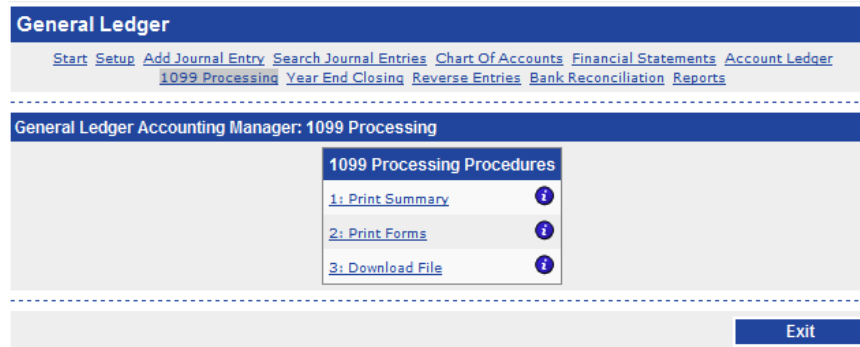 General Ledger
Start Setup Add Journal Entry Search Journal Entries Chart Of Accounts Financial Statements Account Ledger
1099 Processing Year End Closing Reverse Entries Bank Reconciliation Reports
General Ledger Accounting Manager: 1099 Processing
1099 Processing Procedures
1: Print Summary i
2: Print Forms i
3: Download File i
Exit